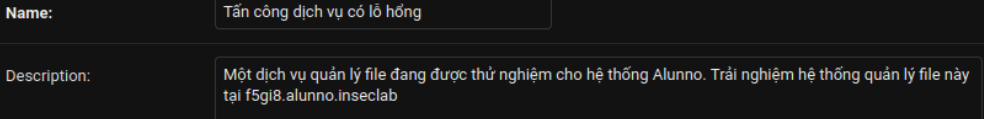 Name:
Tấn công dịch vụ có lỗ hổng
Description:
Một dịch vụ quản lý file đang được thử nghiệm cho hệ thống Alunno. Trải nghiệm hệ thống quản lý file này
tại f5gi8.alunno.inseclab